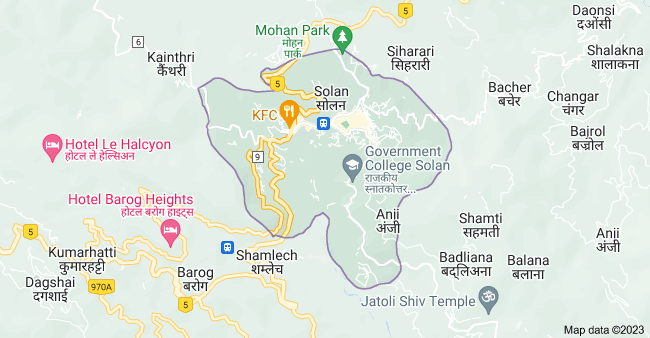 Daonsi
दओंसी
Mohan Park
मोहन
पार्क
6
Kainthri
कैंथरी
Siharari
सिहरारी
Shalakna
शालाकना
5
Solan
सोलन
Bacher
बचेर
Changar
चंगर
KFC
Bajrol
बज्रोल
Hotel Le Halcyon
होटल ले हेल्सिअन
9
Government
College Solan
राजकीय
स्नातकोत्तर...
Hotel Barog Heights
होटल बरोग हाइट्स
Anji
अंजी
Shamti
सहमती
Anji
अंजी
5
Kumarhatti
कुमारहट्टी
Shamlech
शम्लेच
Badliana
बद्लिअना
Balana
बलाना
Dagshai
दगशाई
970A
Barog
बरोग
5
Jatoli Shiv Temple
Map data ©2023